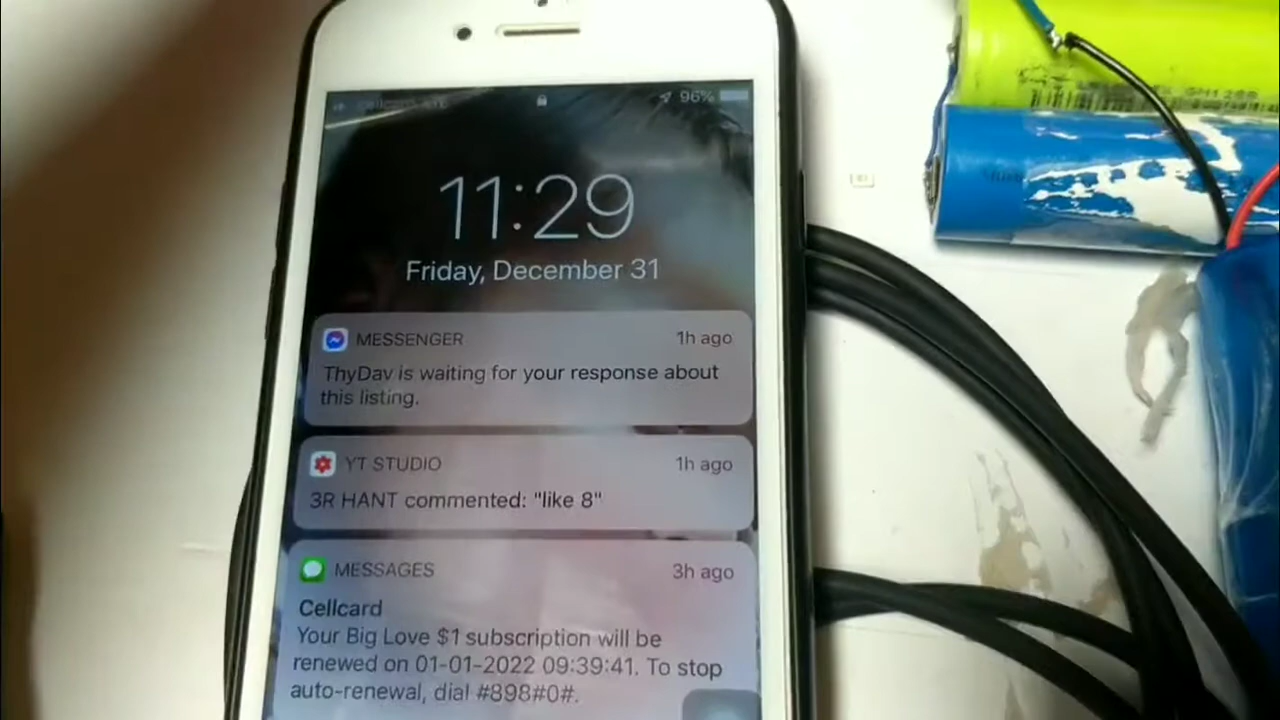 96%
11:29
Friday, December 31
MESSENGER 1h ago
ThyDav is waiting for your response about
this listing.
YT STUDIO 1h ago
3R HANT commented: "like 8"
MESSAGES 3h ago
Cellcard
Your Big Love $1 subscription will be
renewed on 01-01-2022 09:39:41. To stop
auto-renewal, dial #898#0#.